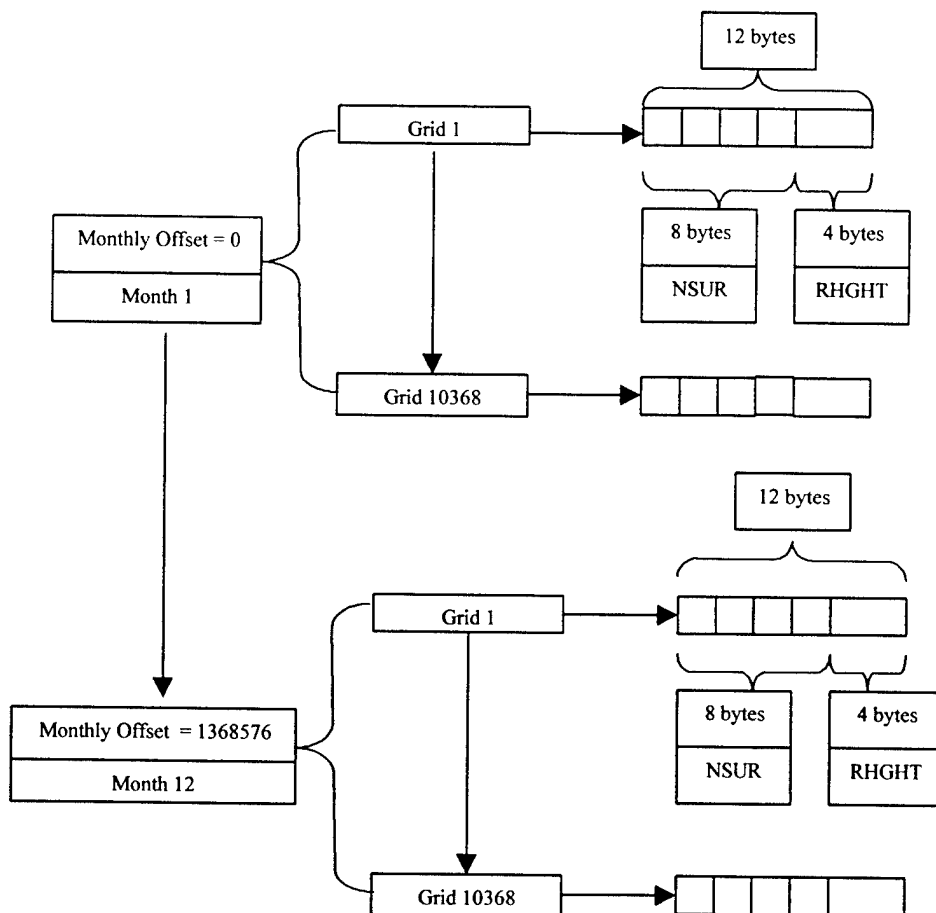 12 bytes
Grid 1
8 bytes
4 bytes
NSUR
RHGHT
Monthly Offset = 0
Month 1
Grid 10368
12 bytes
Grid 1
8 bytes
4 bytes
NSUR
RHGHT
Monthly Offset = 1368576
Month 12
Grid 10368